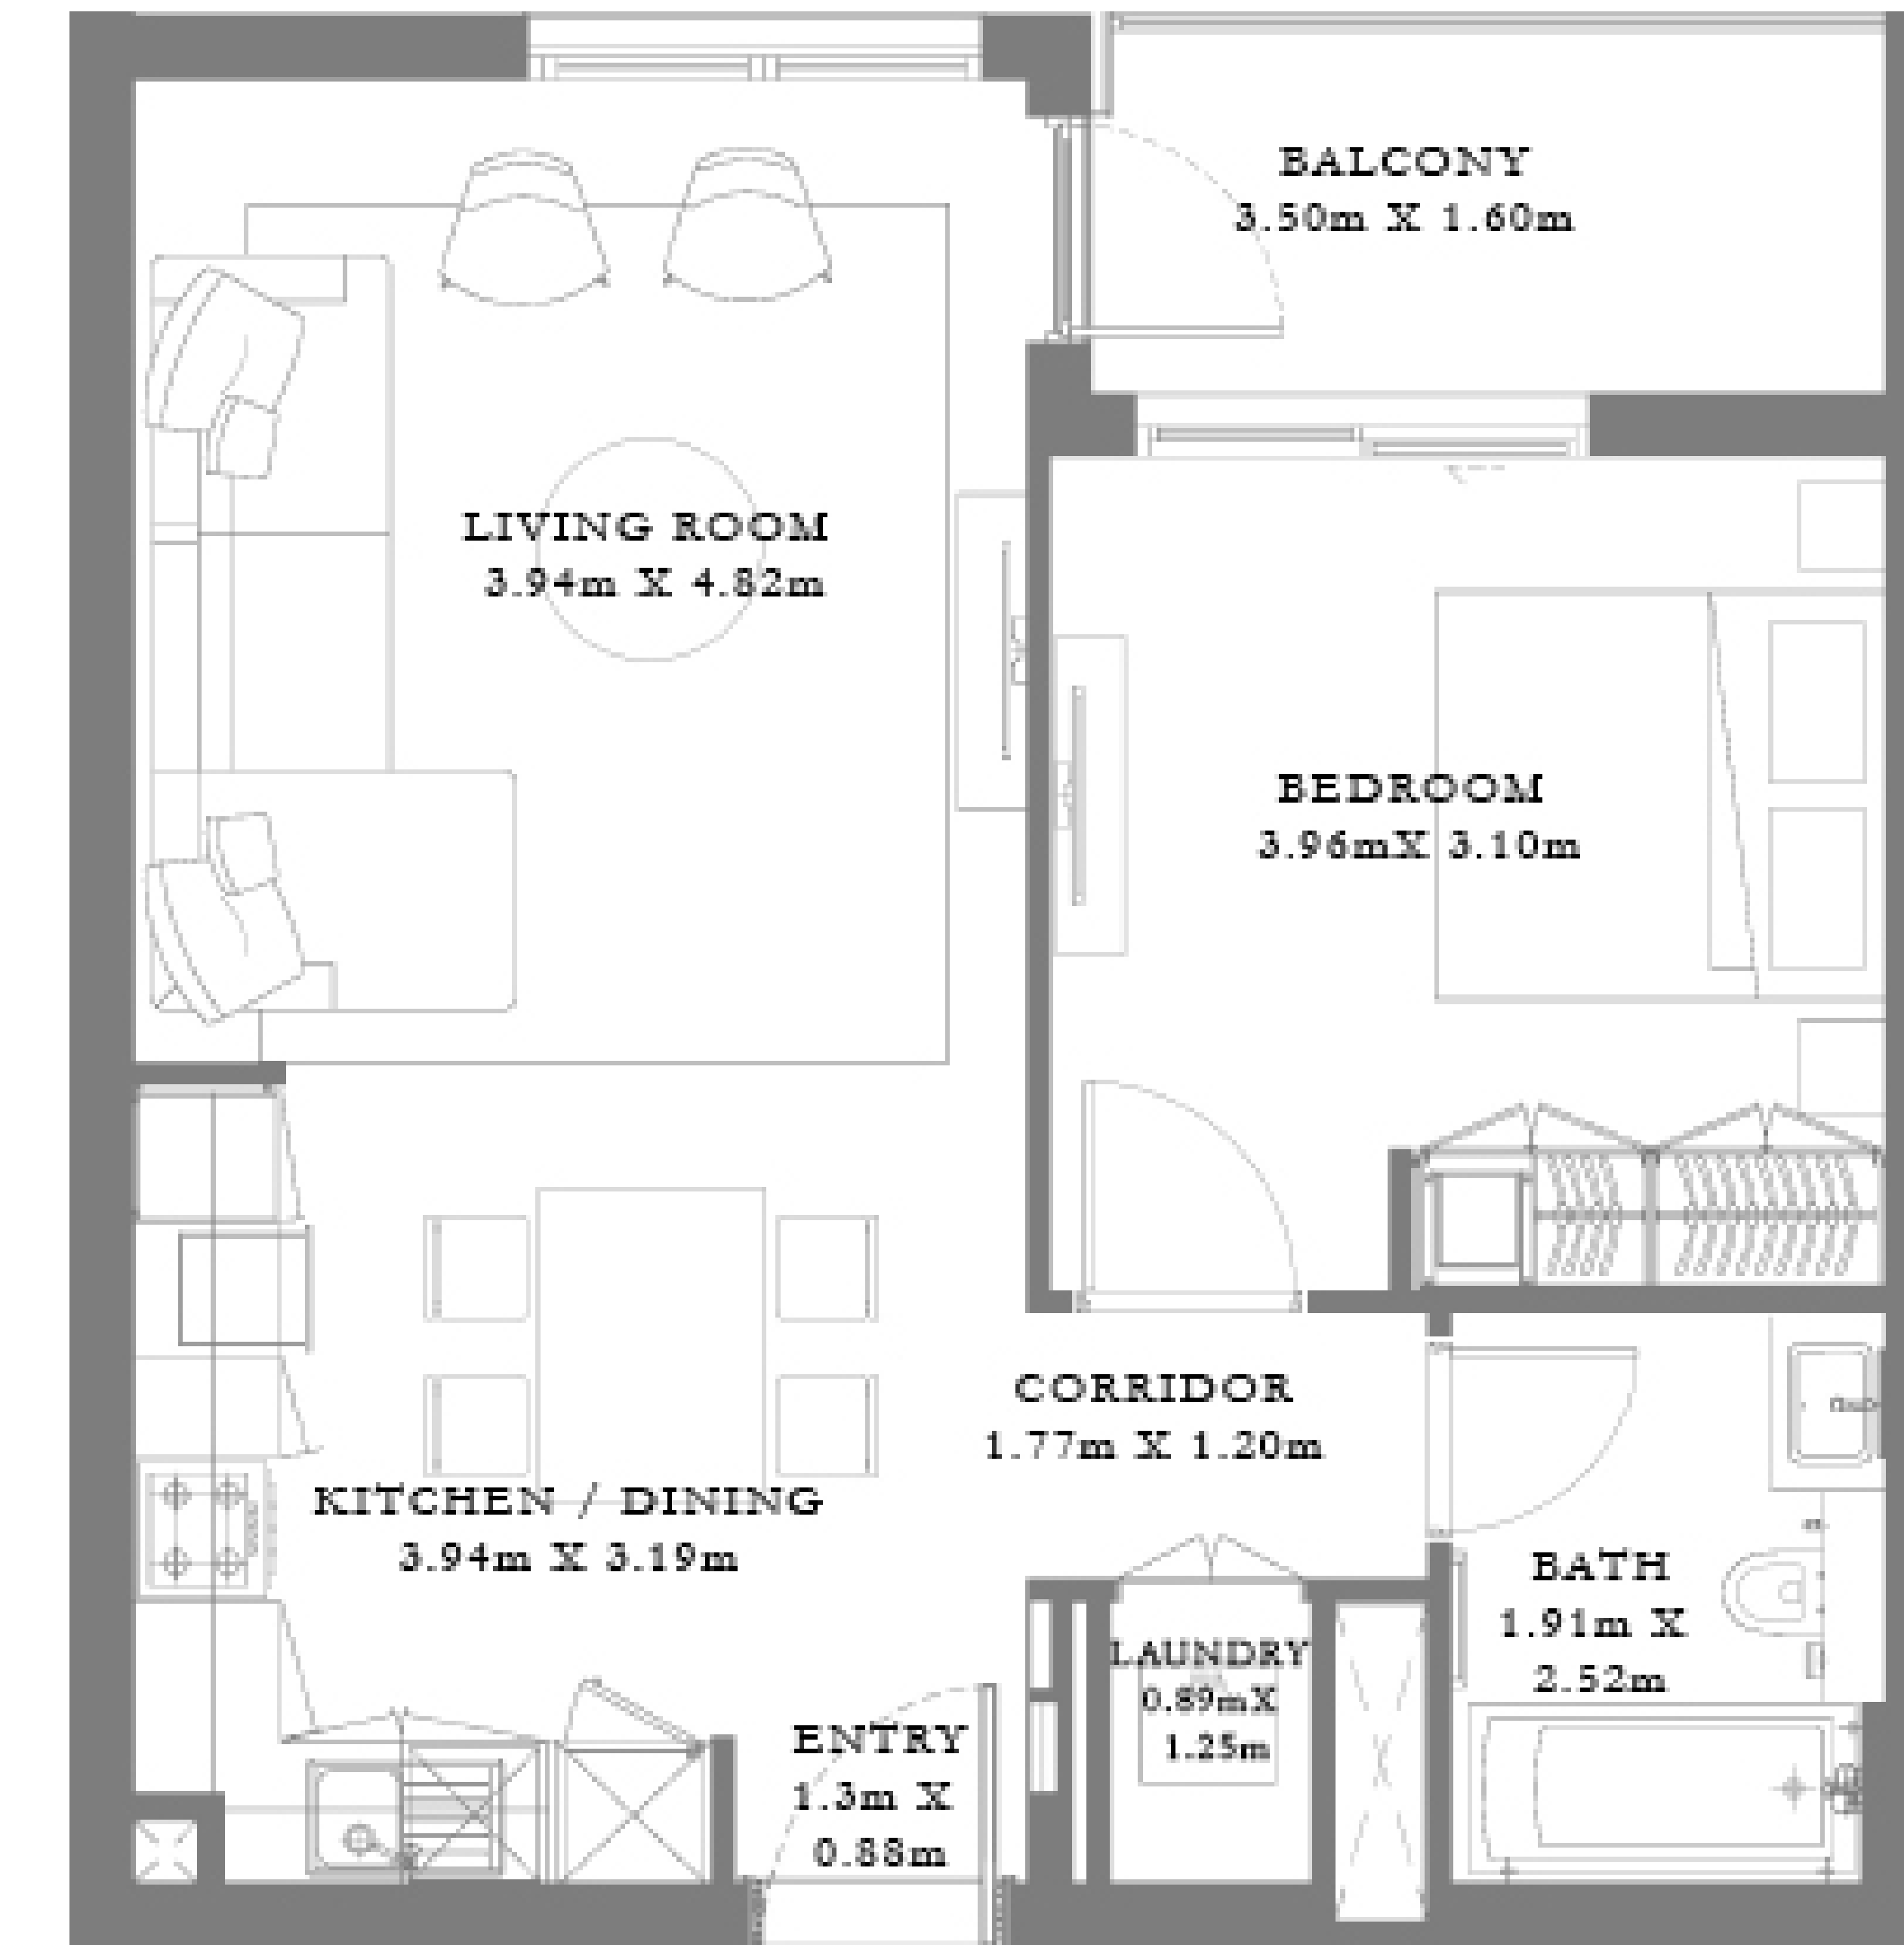 BALCONY
3.50m X 1.60m
LIVING ROOM
3.94m X 4.82m
BEDROOM
3.96mX 3.10m
CORRIDOR
1.77m X 1.20m
KITCHEN / DINING
3.94m X 3.19m
BATH
1.91m X
2.52m
LAUNDRY
0.89mX
1.25m
ENTRY
1.3m X
0.88m